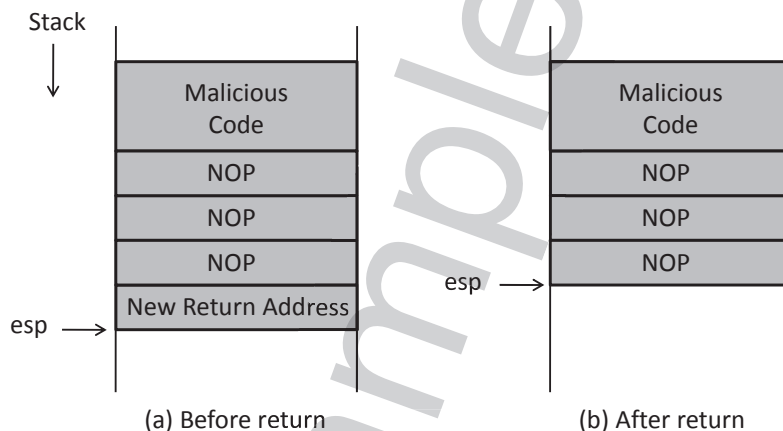 Stack
Malicious
Code
NOP
NOP
NOP
New Return Address
esp
(a) Before return
Malicious
Code
NOP
NOP
NOP
esp
(b) After return
mple